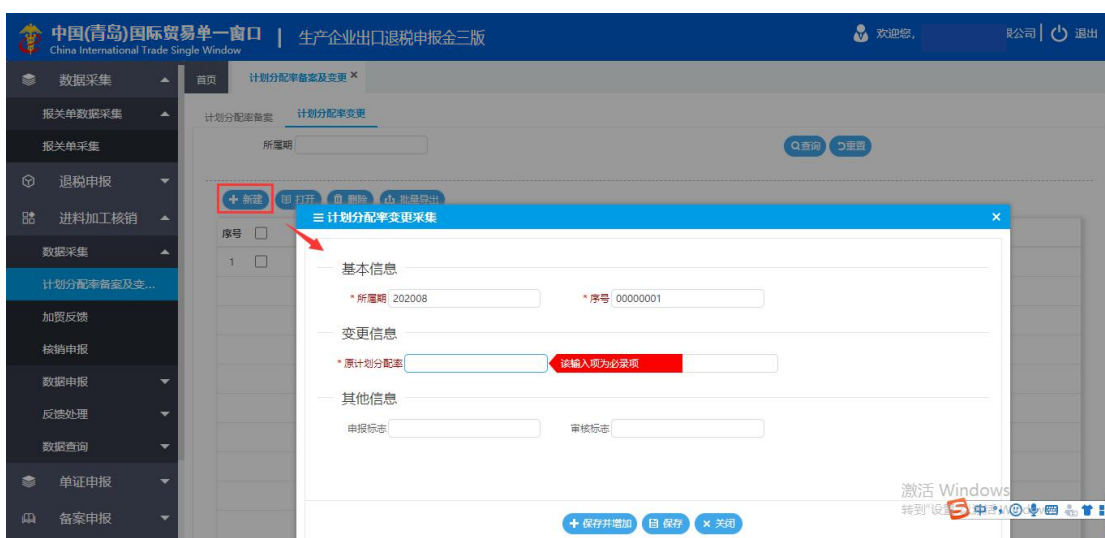 中国(青岛)国际贸易单一窗口 | 生产企业出口退税申报金三版
China International Trade Single Window
欢迎您, 限公司 退出
数据采集
首页 计划分配率备案及变更 ×
报关单数据采集
计划分配率备案 计划分配率变更
报关单采集
所属期 查询 重置
退税申报
+ 新建 打开 删除 批量导出
进料加工核销
计划分配率变更采集 ×
序号
数据采集
1
基本信息
计划分配率备案及变...
* 所属期 202008 * 序号 00000001
加贸反馈
变更信息
核销申报
* 原计划分配率 该输入项为必录项
数据申报
其他信息
反馈处理
申报标志 审核标志
数据查询
单证申报
激活 Windows
转到"设
中
备案申报
+ 保存并增加 保存 × 关闭